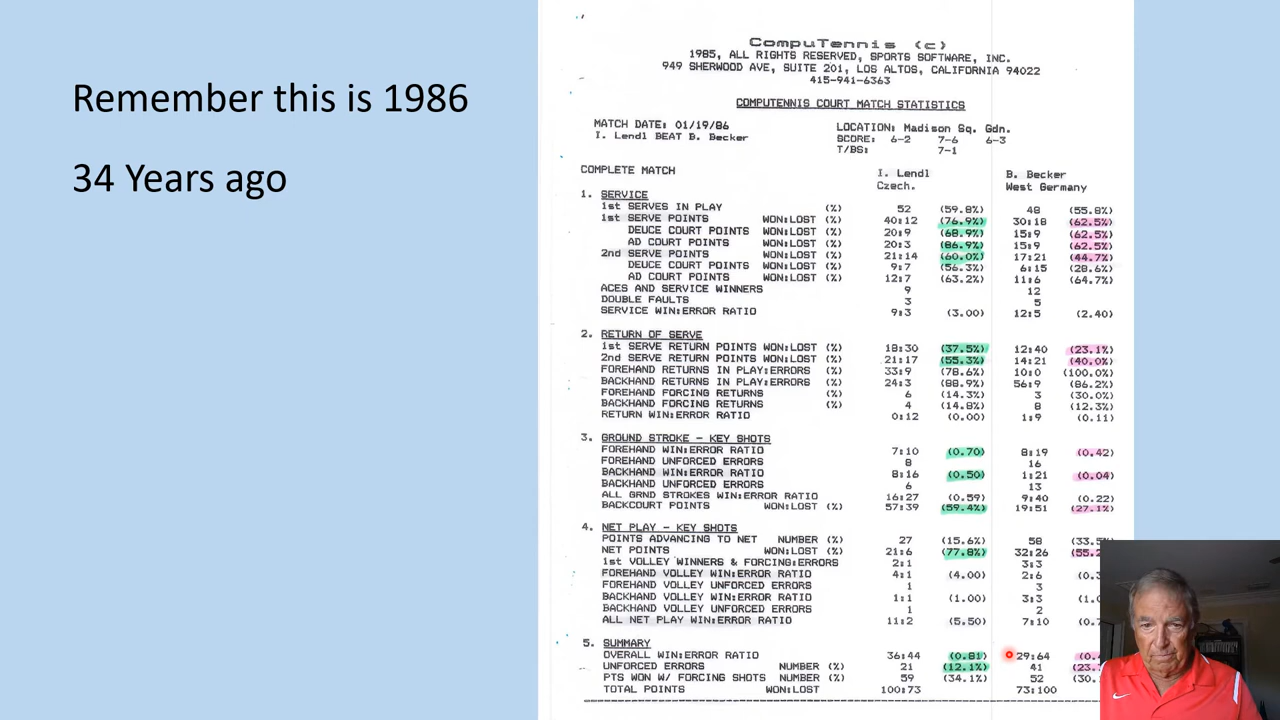 Remember this is 1986
34 Years ago
CompuTennis (c)
1985, ALL RIGHTS RESERVED, SPORTS SOFTWARE, INC.
949 SHERWOOD AVE, SUITE 201, LOS ALTOS, CALIFORNIA 94022
415-941-6363
COMPUTENNIS COURT MATCH STATISTICS
MATCH DATE: 01/19/86 LOCATION: Madison Sq. Gdn.
I. Lendl BEAT B. Becker SCORE: 6-2 7-6 6-3
T/BS: 7-1
COMPLETE MATCH I. Lendl B. Becker
Czech. West Germany
1. SERVICE
1st SERVES IN PLAY (%) 52 (59.8%) 48 (55.8%)
1st SERVE POINTS WON:LOST (%) 40:12 (76.9%) 30:18 (62.5%)
DEUCE COURT POINTS WON:LOST (%) 20:9 (68.9%) 15:9 (62.5%)
AD COURT POINTS WON:LOST (%) 20:3 (86.9%) 15:9 (62.5%)
2nd SERVE POINTS WON:LOST (%) 21:14 (60.0%) 17:21 (44.7%)
DEUCE COURT POINTS WON:LOST (%) 9:7 (56.3%) 6:15 (28.6%)
AD COURT POINTS WON:LOST (%) 12:7 (63.2%) 11:6 (64.7%)
ACES AND SERVICE WINNERS 9 12
DOUBLE FAULTS 3 5
SERVICE WIN:ERROR RATIO 9:3 (3.00) 12:5 (2.40)
2. RETURN OF SERVE
1st SERVE RETURN POINTS WON:LOST (%) 18:30 (37.5%) 12:40 (23.1%)
2nd SERVE RETURN POINTS WON:LOST (%) 21:17 (55.3%) 14:21 (40.0%)
FOREHAND RETURNS IN PLAY:ERRORS (%) 33:9 (78.6%) 10:0 (100.0%)
BACKHAND RETURNS IN PLAY:ERRORS (%) 24:3 (88.9%) 56:9 (86.2%)
FOREHAND FORCING RETURNS (%) 6 (14.3%) 3 (30.0%)
BACKHAND FORCING RETURNS (%) 4 (14.8%) 8 (12.3%)
RETURN WIN:ERROR RATIO 0:12 (0.00) 1:9 (0.11)
3. GROUND STROKE - KEY SHOTS
FOREHAND WIN:ERROR RATIO 7:10 (0.70) 8:19 (0.42)
FOREHAND UNFORCED ERRORS 8 16
BACKHAND WIN:ERROR RATIO 8:16 (0.50) 1:21 (0.04)
BACKHAND UNFORCED ERRORS 6 13
ALL GRND STROKES WIN:ERROR RATIO 16:27 (0.59) 9:40 (0.22)
BACKCOURT POINTS WON:LOST (%) 57:39 (59.4%) 19:51 (27.1%)
4. NET PLAY - KEY SHOTS
POINTS ADVANCING TO NET NUMBER (%) 27 (15.6%) 58 (33.5%
NET POINTS WON:LOST (%) 21:6 (77.8%) 32:26 (55.2
1st VOLLEY WINNERS & FORCING:ERRORS 2:1 3:3
FOREHAND VOLLEY WIN:ERROR RATIO 4:1 (4.00) 2:6 (0.3
FOREHAND VOLLEY UNFORCED ERRORS 1 3
BACKHAND VOLLEY WIN:ERROR RATIO 1:1 (1.00) 3:3 (1.0
BACKHAND VOLLEY UNFORCED ERRORS 1 2
ALL NET PLAY WIN:ERROR RATIO 11:2 (5.50) 7:10 (0.7
5. SUMMARY
OVERALL WIN:ERROR RATIO 36:44 (0.81) 29:64 (0.4
UNFORCED ERRORS NUMBER (%) 21 (12.1%) 41 (23.
PTS WON W/ FORCING SHOTS NUMBER (%) 59 (34.1%) 52 (30.
TOTAL POINTS WON:LOST 100:73 73:100